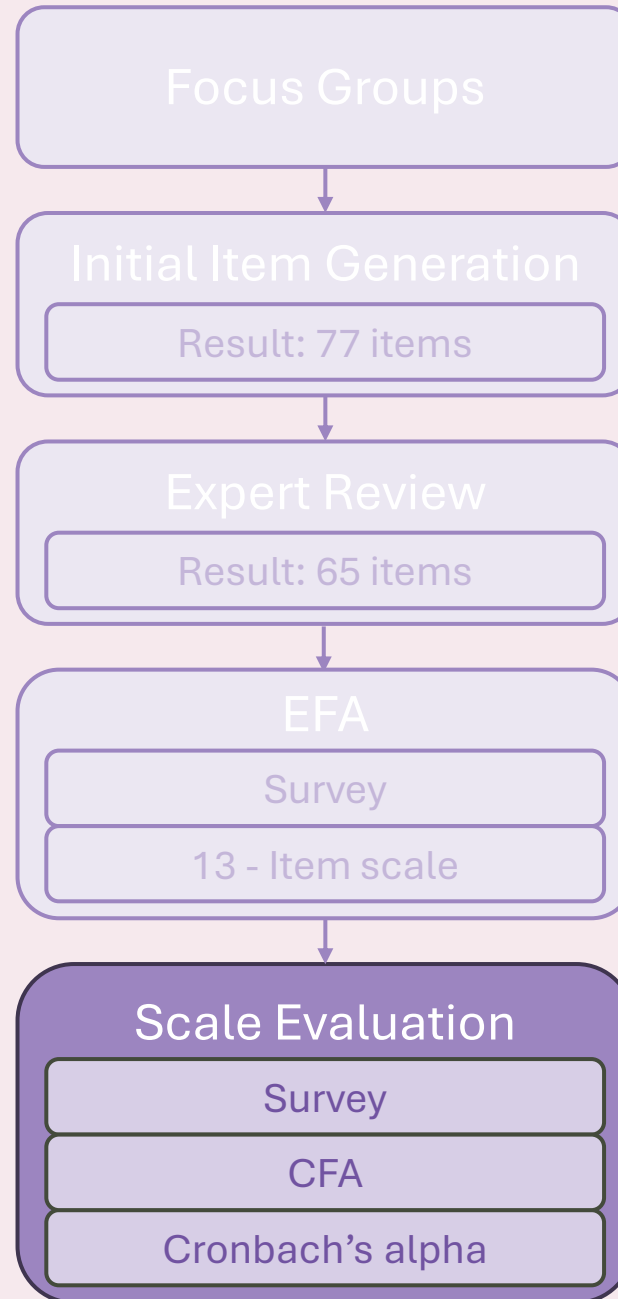 Focus Groups
Initial Item Generation
Result: 77 items
Expert Review
Result: 65 items
EFA
Survey
13 - Item scale
Scale Evaluation
Survey
CFA
Cronbach’s alpha